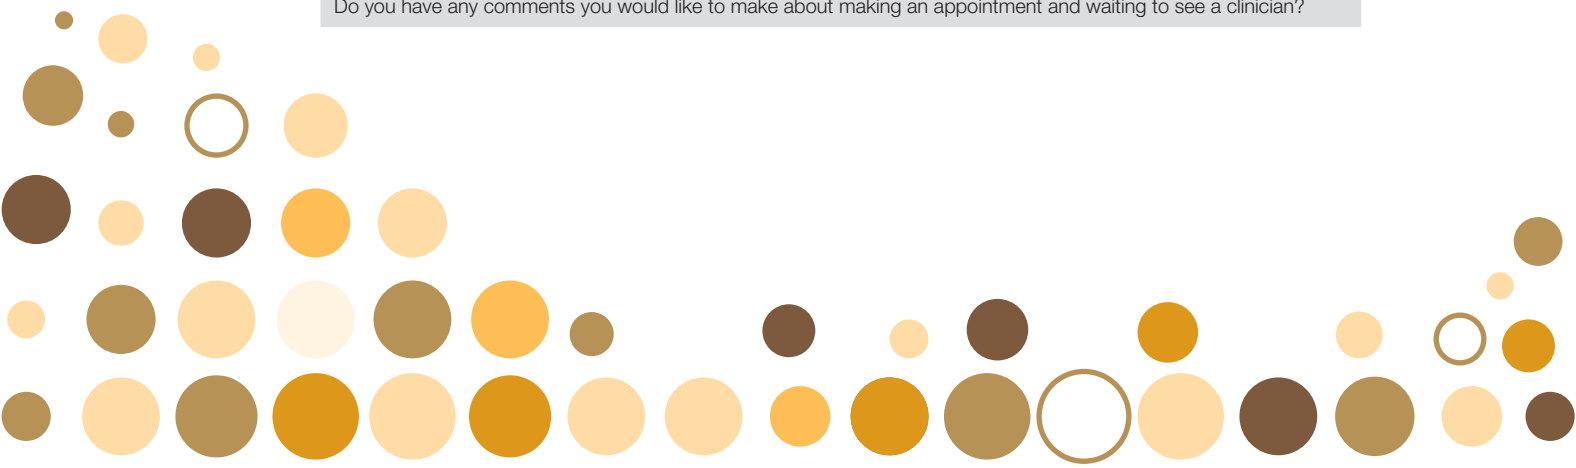 Do you have any comments you would like to make about making an appointment and waiting to see a clinician?